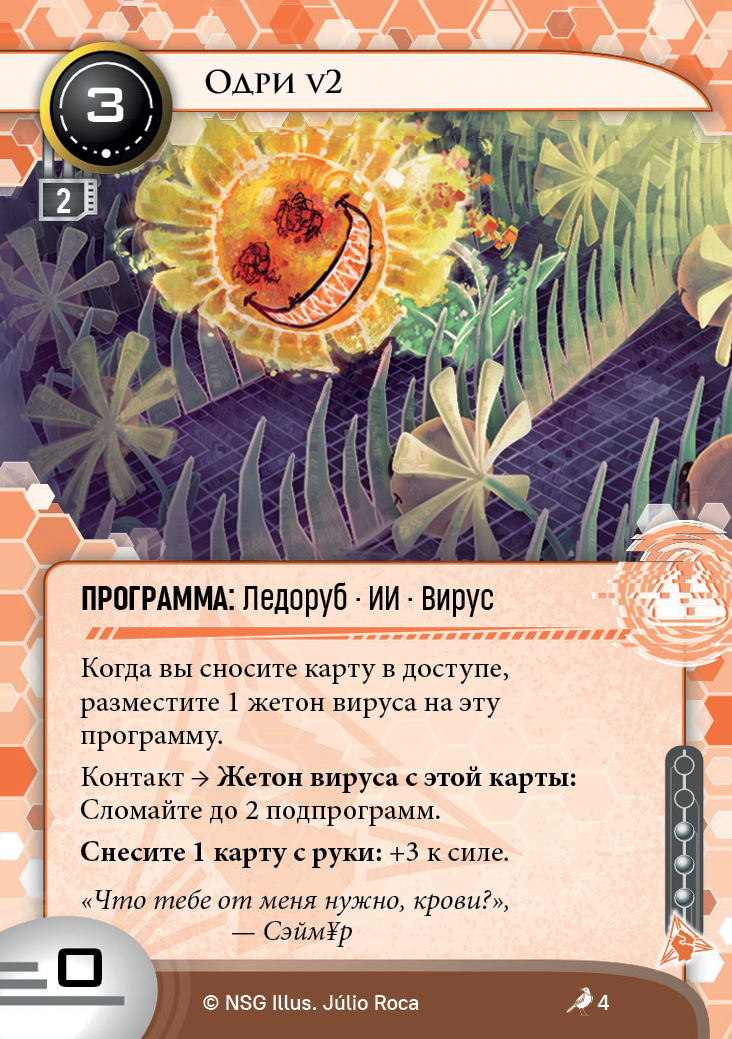 3
Одри v2
2
ПРОГРАММА: Ледоруб · ИИ · Вирус
Когда вы сносите карту в доступе,
разместите 1 жетон вируса на эту
программу.
Контакт → Жетон вируса с этой карты:
Сломайте до 2 подпрограмм.
Снесите 1 карту с руки: +3 к силе.
«Что тебе от меня нужно, крови?»,
— Сэйм¥р
0
© NSG Illus. Júlio Roca
4